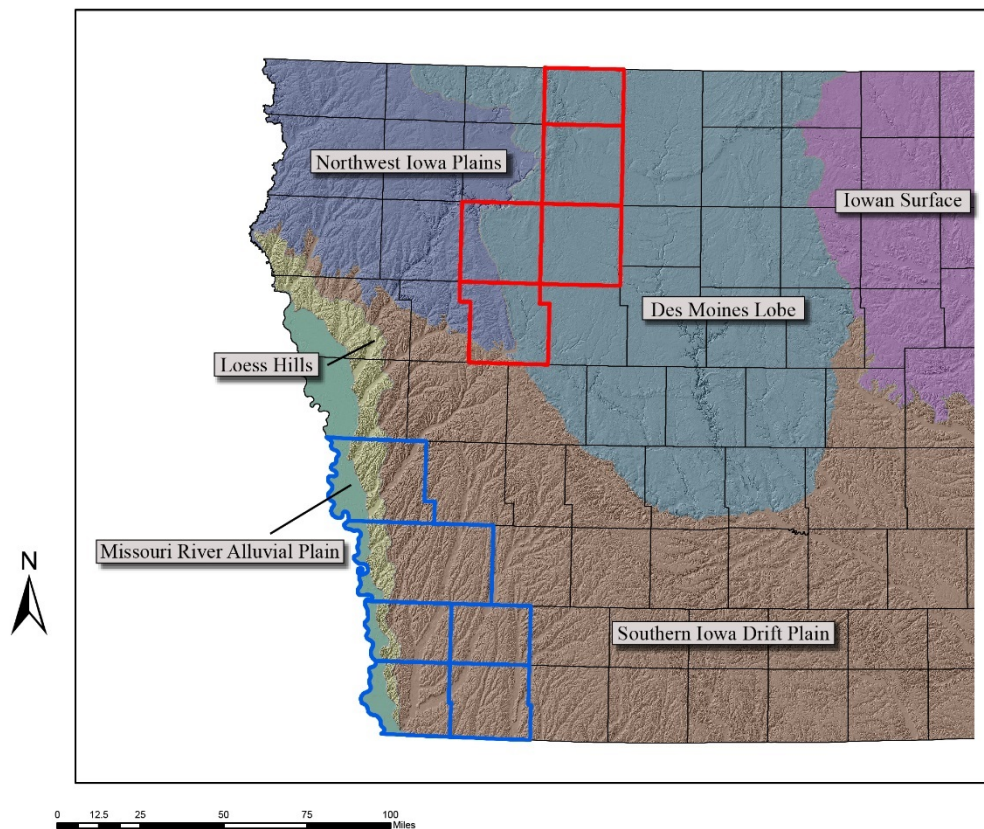 Northwest Iowa Plains
Iowan Surface
Des Moines Lobe
Loess Hills
Missouri River Alluvial Plain
N
Southern Iowa Drift Plain
0 12.5 25 50 75 100
Miles